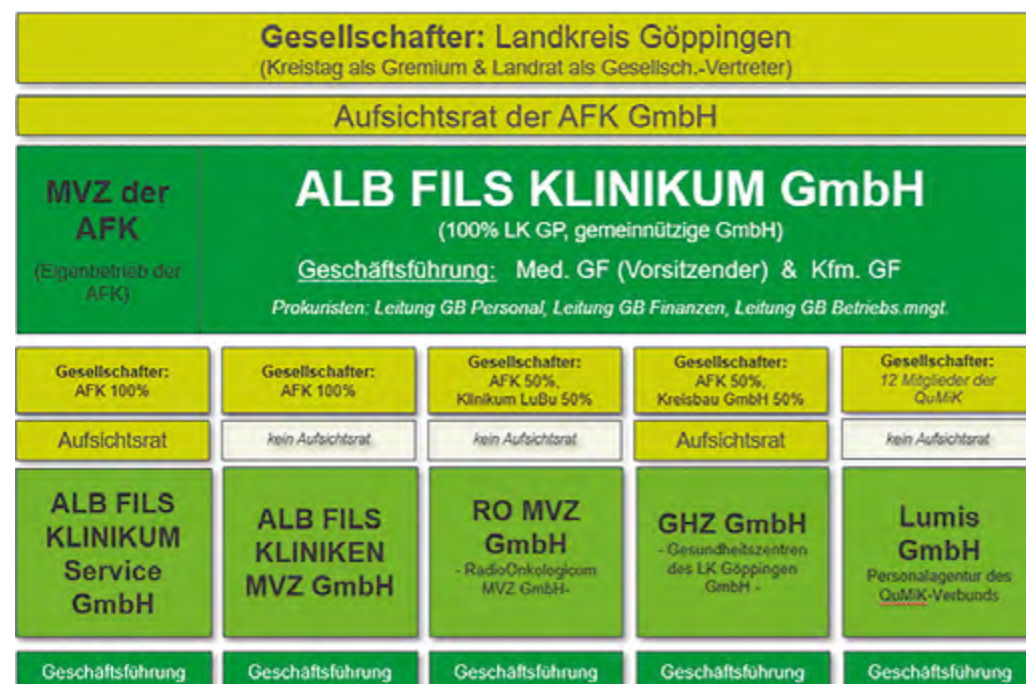 Gesellschafter: Landkreis Göppingen
(Kreistag als Gremium & Landrat als Gesellsch.-Vertreter)
Aufsichtsrat der AFK GmbH
MVZ der
AFK
(Eigenbetrieb der
AFK)
ALB FILS KLINIKUM GmbH
(100% LK GP, gemeinnützige GmbH)
Geschäftsführung: Med. GF (Vorsitzender) & Kfm. GF
Prokuristen: Leitung GB Personal, Leitung GB Finanzen, Leitung GB Betriebs.mngt.
Gesellschafter:
AFK 100%
Aufsichtsrat
ALB FILS
KLINIKUM
Service
GmbH
Geschäftsführung
Gesellschafter:
AFK 100%
kein Aufsichtsrat
ALB FILS
KLINIKEN
MVZ GmbH
Geschäftsführung
Gesellschafter:
AFK 50%,
Klinikum LuBu 50%
kein Aufsichtsrat
RO MVZ
GmbH
- RadioOnkologicum
MVZ GmbH-
Geschäftsführung
Gesellschafter:
AFK 50%,
Kreisbau GmbH 50%
Aufsichtsrat
GHZ GmbH
- Gesundheitszentren
des LK Göppingen
GmbH -
Geschäftsführung
Gesellschafter:
12 Mitglieder der
QuMiK
kein Aufsichtsrat
Lumis
GmbH
Personalagentur des
QuMiK-Verbunds
Geschäftsführung